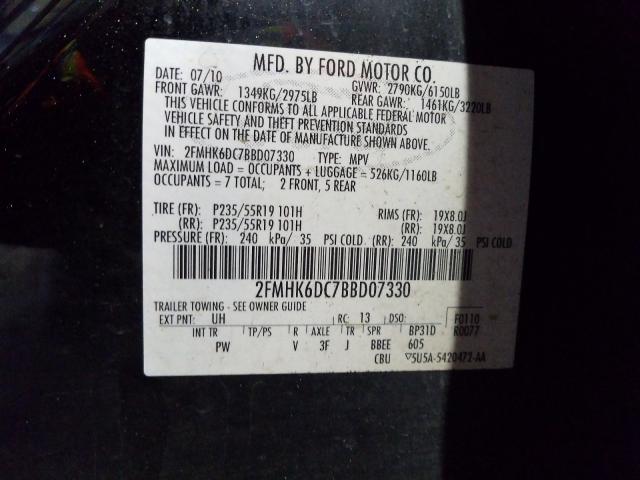 MFD. BY FORD MOTOR CO.
DATE: 07/10 GVWR: 2790KG/6150LB
FRONT GAWR: 1349KG/2975LB REAR GAWR: 1461KG/3220LB
THIS VEHICLE CONFORMS TO ALL APPLICABLE FEDERAL MOTOR
VEHICLE SAFETY AND THEFT PREVENTION STANDARDS
IN EFFECT ON THE DATE OF MANUFACTURE SHOWN ABOVE.
VIN: 2FMHK6DC7BBD07330 TYPE: MPV
MAXIMUM LOAD = OCCUPANTS + LUGGAGE = 526KG/1160LB
OCCUPANTS = 7 TOTAL; 2 FRONT, 5 REAR
TIRE (FR): P235/55R19 101H RIMS (FR): 19X8.0J
(RR): P235/55R19 101H (RR): 19X8.0J
PRESSURE (FR): 240 kPa/ 35 PSI COLD (RR): 240 kPa/ 35 PSI COLD
2FMHK6DC7BBD07330
TRAILER TOWING - SEE OWNER GUIDE
EXT PNT: UH RC: 13 DSO: F0110
INT TR TP/PS R AXLE TR SPR BP31D R0077
PW V 3F J BBEE 605
CBU ▽5U5A-5420472-AA